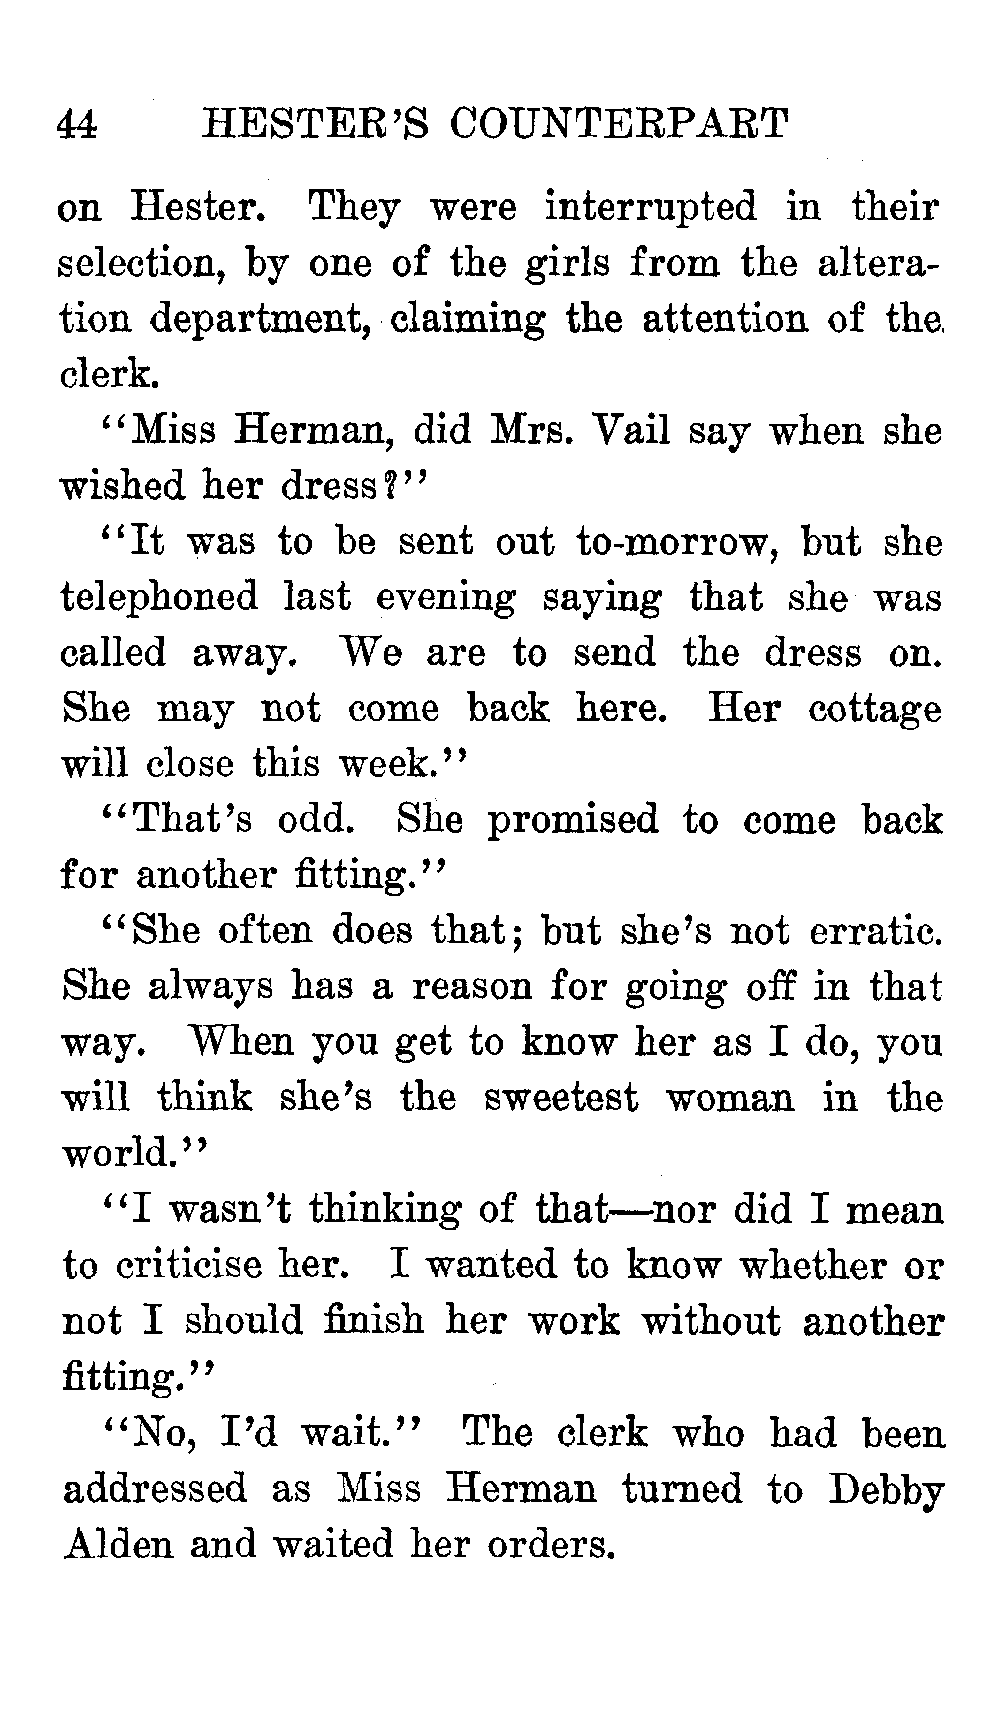 44 HESTER'S COUNTERPART
on Hester. They were interrupted in their
selection, by one of the girls from the altera-
tion department, claiming the attention of the
clerk.
"Miss Herman, did Mrs. Vail say when she
wished her dress?"
"It was to be sent out to-morrow, but she
telephoned last evening saying that she was
called away. We are to send the dress on.
She may not come back here. Her cottage
will close this week."
"That's odd. She promised to come back
for another fitting."
"She often does that; but she's not erratic.
She always has a reason for going off in that
way. When you get to know her as I do, you
will think she's the sweetest woman in the
world."
"I wasn't thinking of that—nor did I mean
to criticise her. I wanted to know whether or
not I should finish her work without another
fitting."
"No, I'd wait." The clerk who had been
addressed as Miss Herman turned to Debby
Alden and waited her orders.